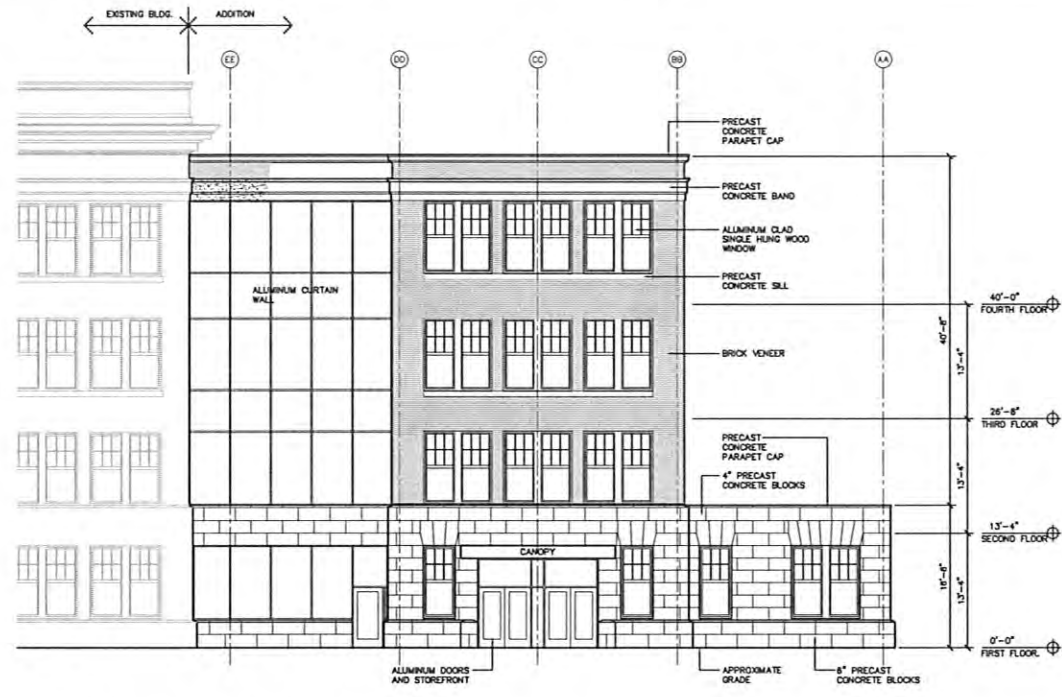 EXISTING BLDG. ADDITION
EE DD CC BB AA
PRECAST
CONCRETE
PARAPET CAP
PRECAST
CONCRETE BAND
ALUMINUM CLAD
SINGLE HUNG WOOD
WINDOW
PRECAST
CONCRETE SILL
ALUMINUM CURTAIN
WALL
40'-0"
FOURTH FLOOR
40'-8"
13'-4"
BRICK VENEER
26'-8"
THIRD FLOOR
PRECAST
CONCRETE
PARAPET CAP
13'-4"
4" PRECAST
CONCRETE BLOCKS
13'-4"
SECOND FLOOR
CANOPY
16'-8"
13'-4"
0'-0"
FIRST FLOOR.
ALUMINUM DOORS
AND STOREFRONT
APPROXIMATE
GRADE
8" PRECAST
CONCRETE BLOCKS